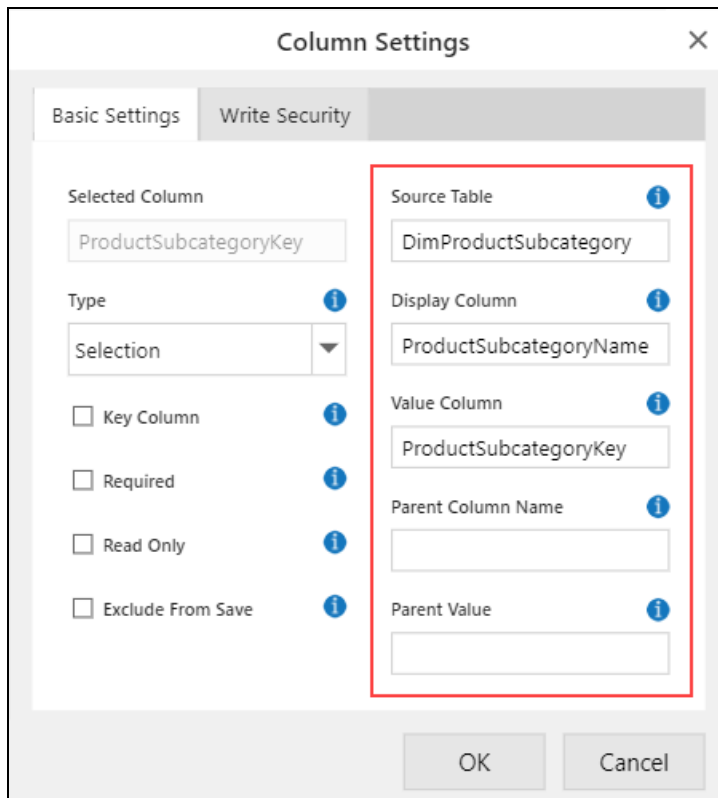 Column Settings
Basic Settings
Write Security
Selected Column
ProductSubcategoryKey
Type
Selection
Key Column
Required
Read Only
Exclude From Save
Source Table
DimProductSubcategory
Display Column
ProductSubcategoryName
Value Column
ProductSubcategoryKey
Parent Column Name
Parent Value
OK
Cancel